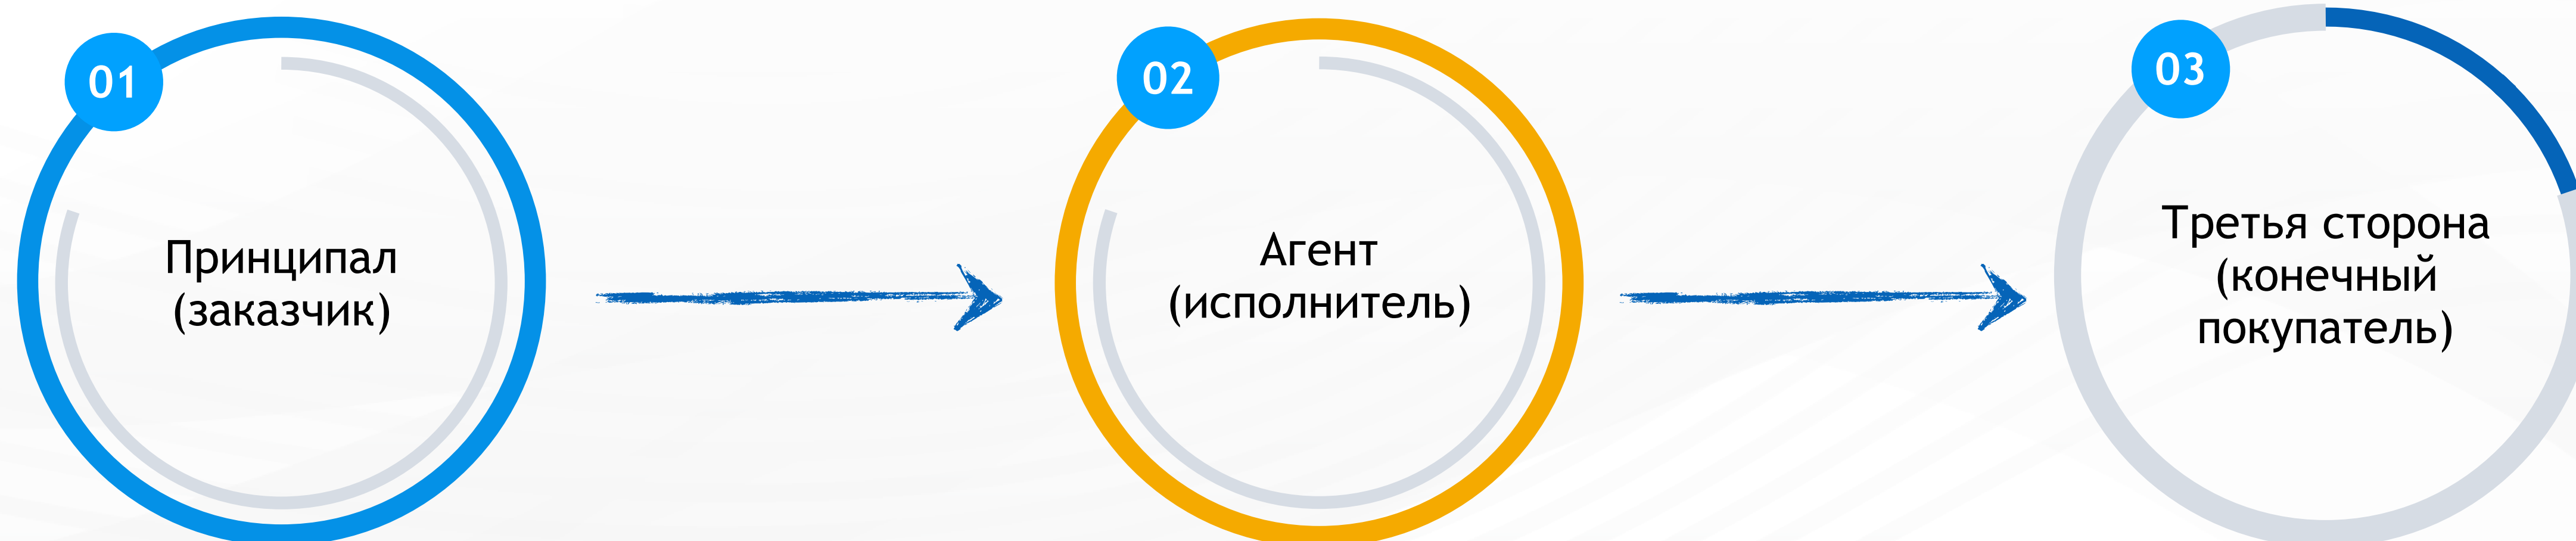 01
Принципал
(заказчик)
02
Агент
(исполнитель)
03
Третья сторона
(конечный
покупатель)